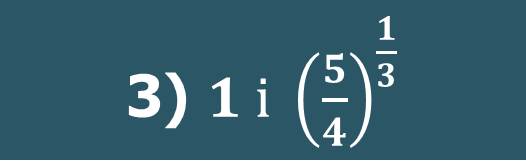 3) 1 i (5/4)^(1/3)